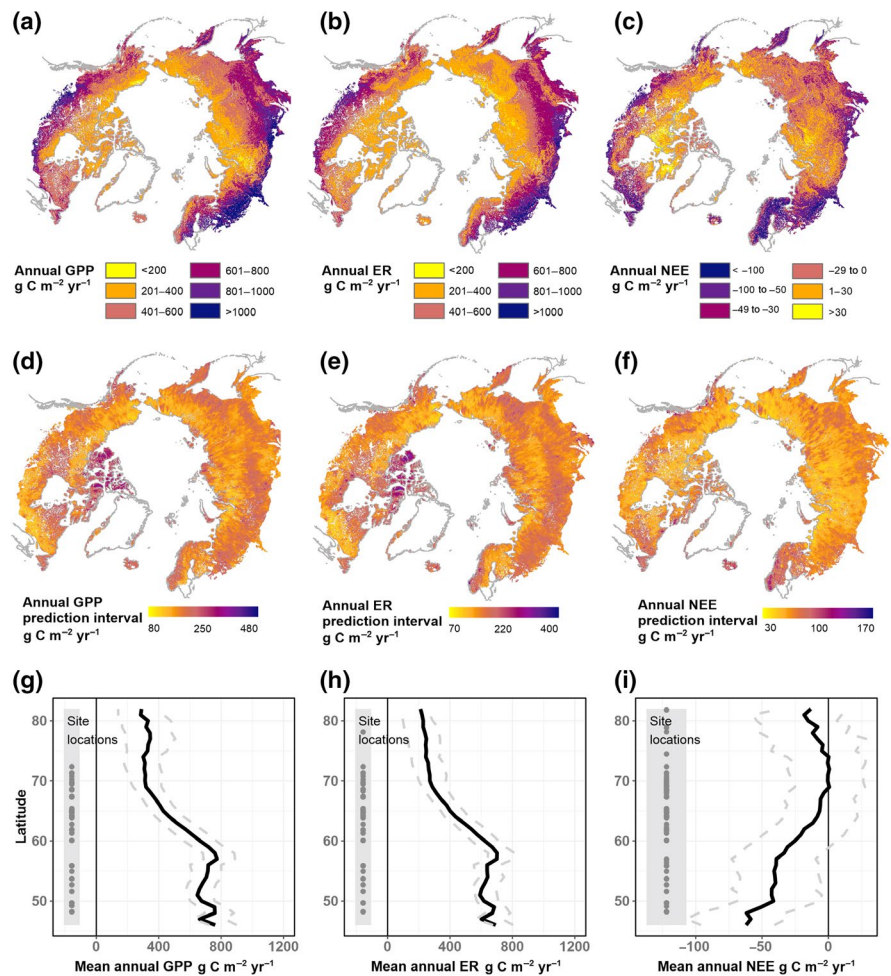 (a)
(b)
(c)
Annual GPP
g C m⁻² yr⁻¹
<200
201–400
401–600
601–800
801–1000
>1000
Annual ER
g C m⁻² yr⁻¹
<200
201–400
401–600
601–800
801–1000
>1000
Annual NEE
g C m⁻² yr⁻¹
< −100
−100 to −50
−49 to −30
−29 to 0
1–30
>30
(d)
(e)
(f)
Annual GPP
prediction interval
g C m⁻² yr⁻¹
80 250 480
Annual ER
prediction interval
g C m⁻² yr⁻¹
70 220 400
Annual NEE
prediction interval
g C m⁻² yr⁻¹
30 100 170
(g)
(h)
(i)
Latitude
80
70
60
50
Site
locations
0 400 800 1200
Mean annual GPP g C m⁻² yr⁻¹
80
70
60
50
Site
locations
0 400 800 1200
Mean annual ER g C m⁻² yr⁻¹
80
70
60
50
Site
locations
−100 −50 0
Mean annual NEE g C m⁻² yr⁻¹